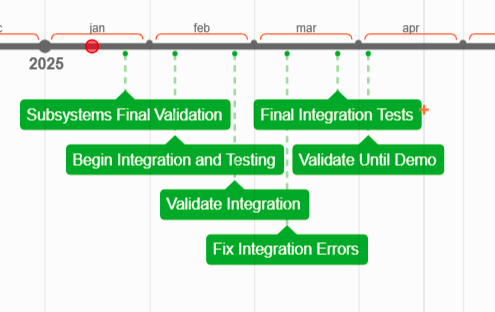 c jan feb mar apr
2025
Subsystems Final Validation Final Integration Tests
Begin Integration and Testing Validate Until Demo
Validate Integration
Fix Integration Errors